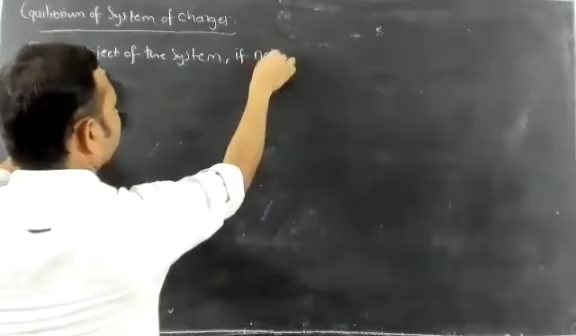 Equilibrium of System of charges.
ject of the system, if